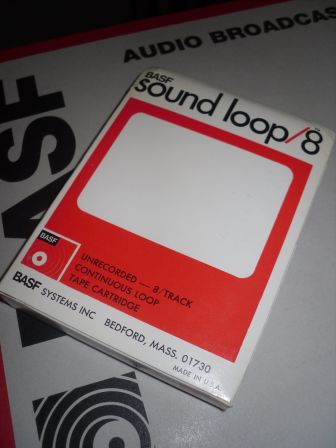 AUDIO BROADCAS
BASF
BASF
sound loop/8
BASF
UNRECORDED — 8/TRACK
CONTINUOUS LOOP
TAPE CARTRIDGE
BASF SYSTEMS INC BEDFORD, MASS. 01730
MADE IN U.S.A.